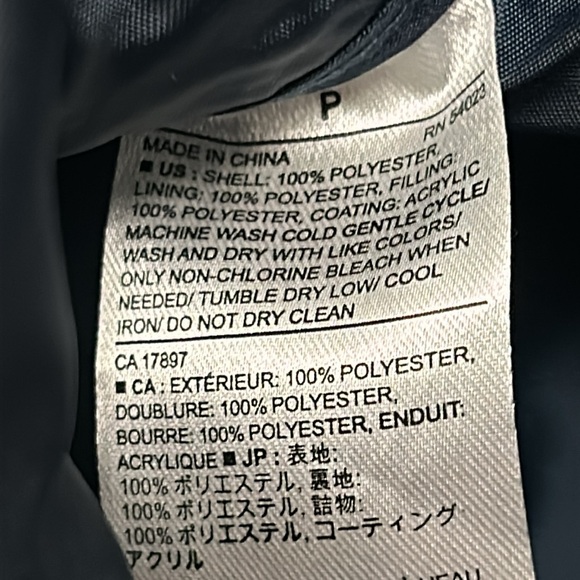 P
RN 54023
MADE IN CHINA
■ US : SHELL: 100% POLYESTER,
LINING: 100% POLYESTER, FILLING:
100% POLYESTER, COATING: ACRYLIC
MACHINE WASH COLD GENTLE CYCLE/
WASH AND DRY WITH LIKE COLORS/
ONLY NON-CHLORINE BLEACH WHEN
NEEDED/ TUMBLE DRY LOW/ COOL
IRON/ DO NOT DRY CLEAN
CA 17897
■ CA : EXTÉRIEUR: 100% POLYESTER,
DOUBLURE: 100% POLYESTER,
BOURRE: 100% POLYESTER, ENDUIT:
ACRYLIQUE ■ JP : 表地:
100% ポリエステル, 裏地:
100% ポリエステル, 詰物:
100% ポリエステル, コーティング
アクリル